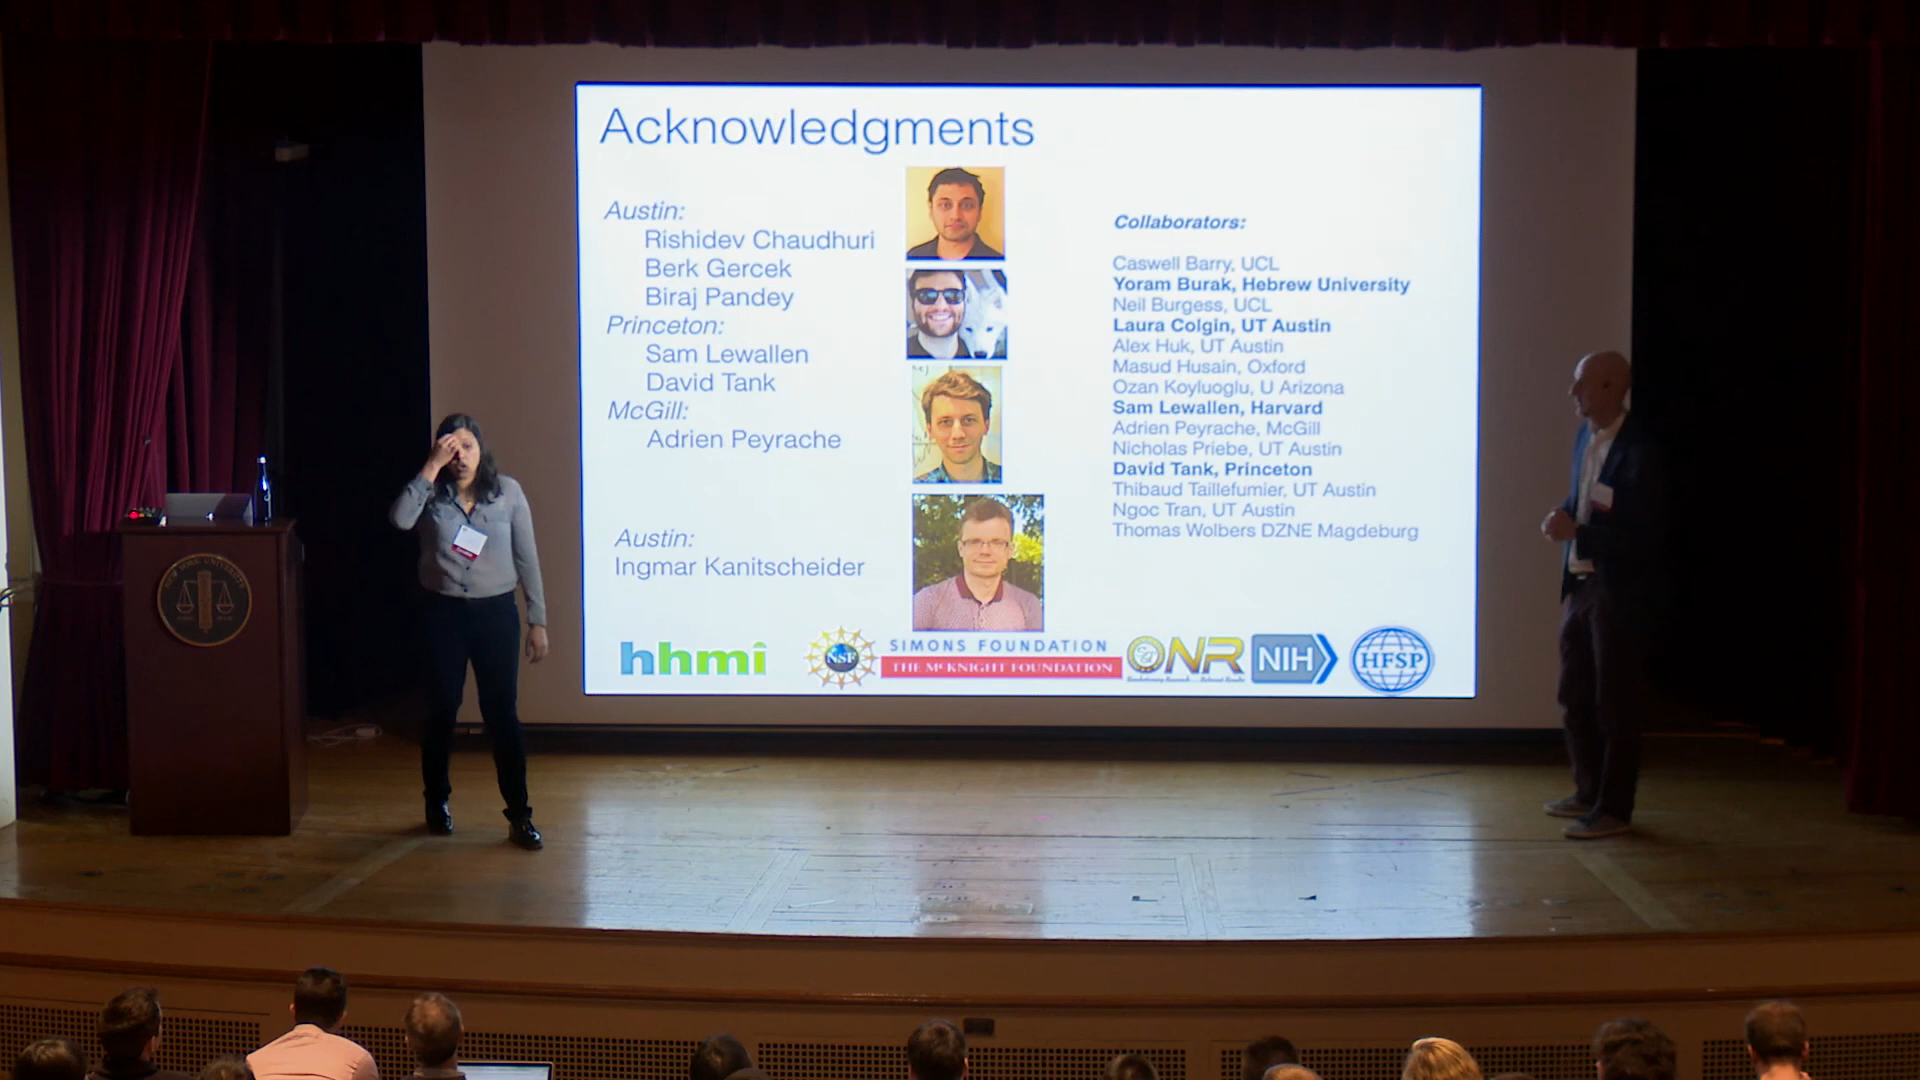 Acknowledgments
Austin:
Rishidev Chaudhuri
Berk Gercek
Biraj Pandey
Princeton:
Sam Lewallen
David Tank
McGill:
Adrien Peyrache
Austin:
Ingmar Kanitscheider
Collaborators:
Caswell Barry, UCL
Yoram Burak, Hebrew University
Neil Burgess, UCL
Laura Colgin, UT Austin
Alex Huk, UT Austin
Masud Husain, Oxford
Ozan Koyluoglu, U Arizona
Sam Lewallen, Harvard
Adrien Peyrache, McGill
Nicholas Priebe, UT Austin
David Tank, Princeton
Thibaud Taillefumier, UT Austin
Ngoc Tran, UT Austin
Thomas Wolbers DZNE Magdeburg
hhmi
NSF
SIMONS FOUNDATION
THE MCKNIGHT FOUNDATION
ONR
NIH
HFSP
NEW YORK UNIVERSITY